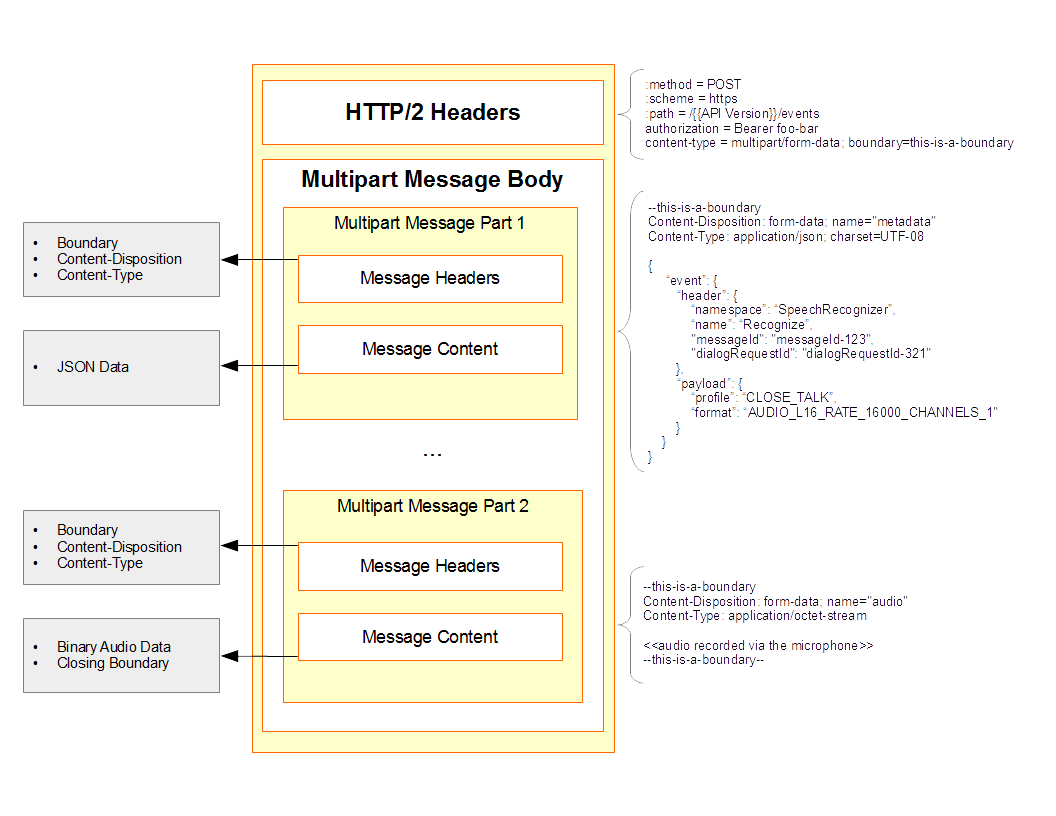 HTTP/2 Headers
:method = POST
:scheme = https
:path = /{{API Version}}/events
authorization = Bearer foo-bar
content-type = multipart/form-data; boundary=this-is-a-boundary
Multipart Message Body
Multipart Message Part 1
• Boundary
• Content-Disposition
• Content-Type
Message Headers
• JSON Data
Message Content
--this-is-a-boundary
Content-Disposition: form-data; name="metadata"
Content-Type: application/json; charset=UTF-08
{
“event”: {
“header”: {
“namespace”: “SpeechRecognizer”,
“name”: “Recognize”,
"messageId": "messageId-123",
"dialogRequestId": "dialogRequestId-321"
},
“payload”: {
“profile”: “CLOSE_TALK”,
“format”: “AUDIO_L16_RATE_16000_CHANNELS_1”
}
}
}
...
Multipart Message Part 2
• Boundary
• Content-Disposition
• Content-Type
Message Headers
• Binary Audio Data
• Closing Boundary
Message Content
--this-is-a-boundary
Content-Disposition: form-data; name="audio"
Content-Type: application/octet-stream
<<audio recorded via the microphone>>
--this-is-a-boundary--